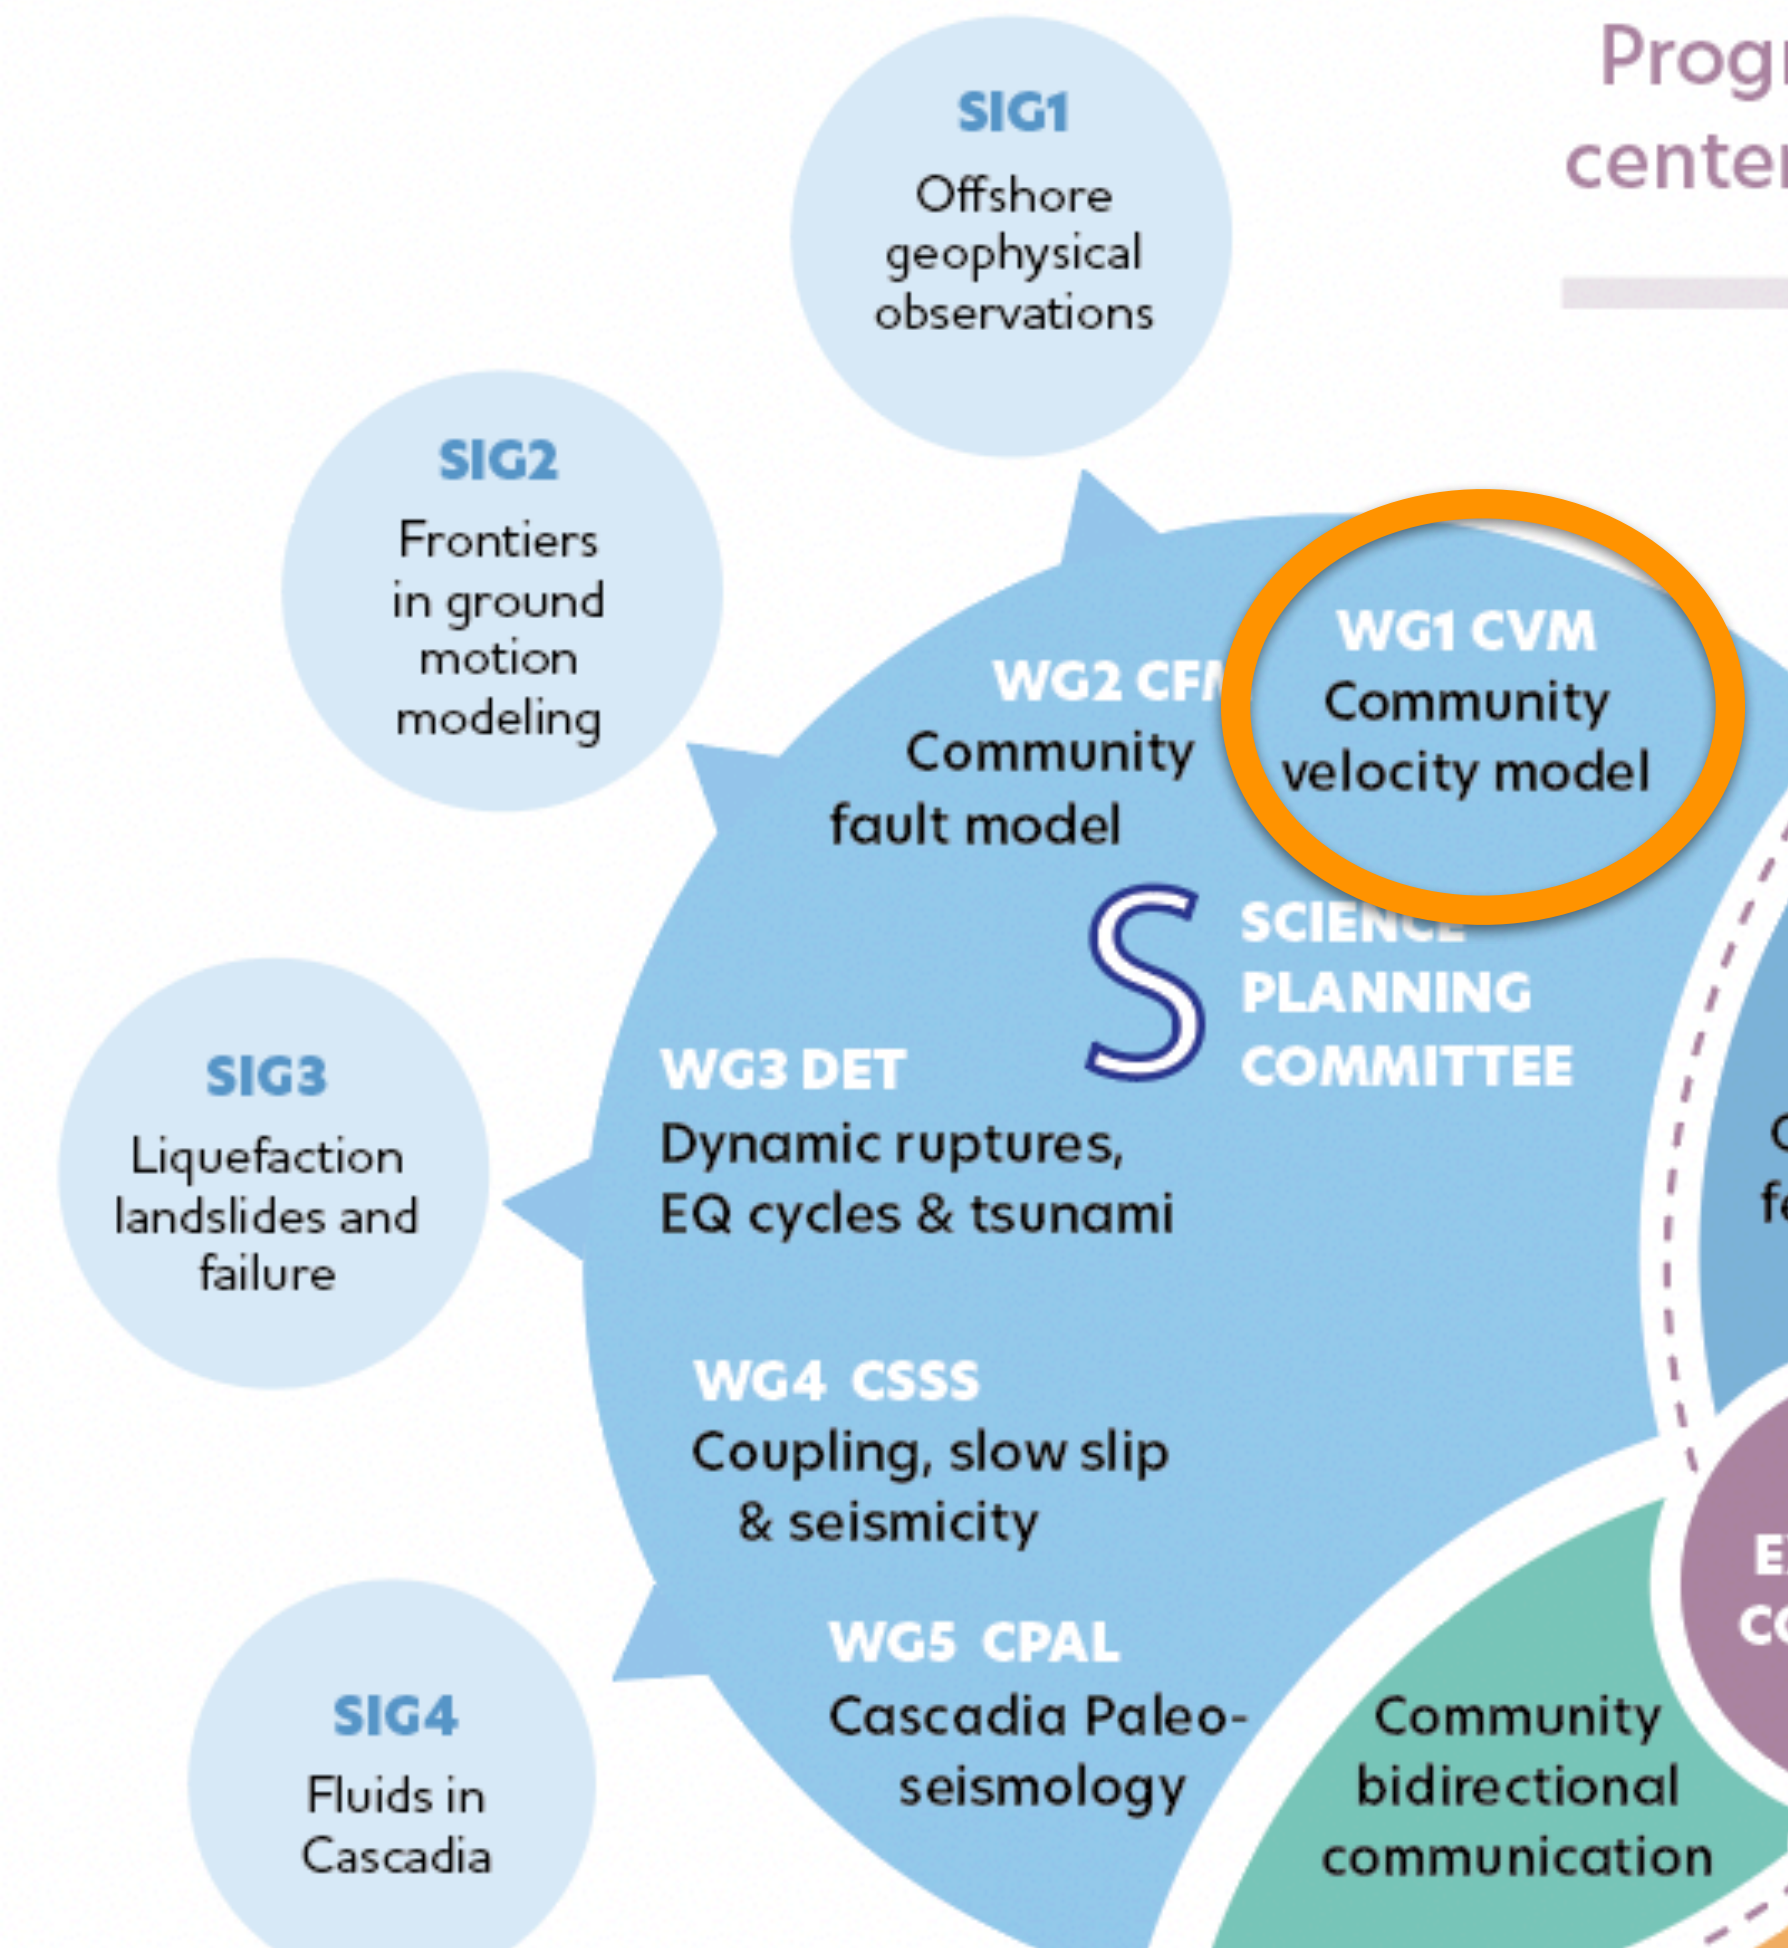 SIG1
Offshore
geophysical
observations
SIG2
Frontiers
in ground
motion
modeling
SIG3
Liquefaction
landslides and
failure
SIG4
Fluids in
Cascadia
WG1 CVM
Community
velocity model
WG2
Community
fault model
S
SCIENCE
PLANNING
COMMITTEE
WG3 DET
Dynamic ruptures,
EQ cycles & tsunami
WG4 CSSS
Coupling, slow slip
& seismicity
WG5 CPAL
Cascadia Paleo-
seismology
Community
bidirectional
communication